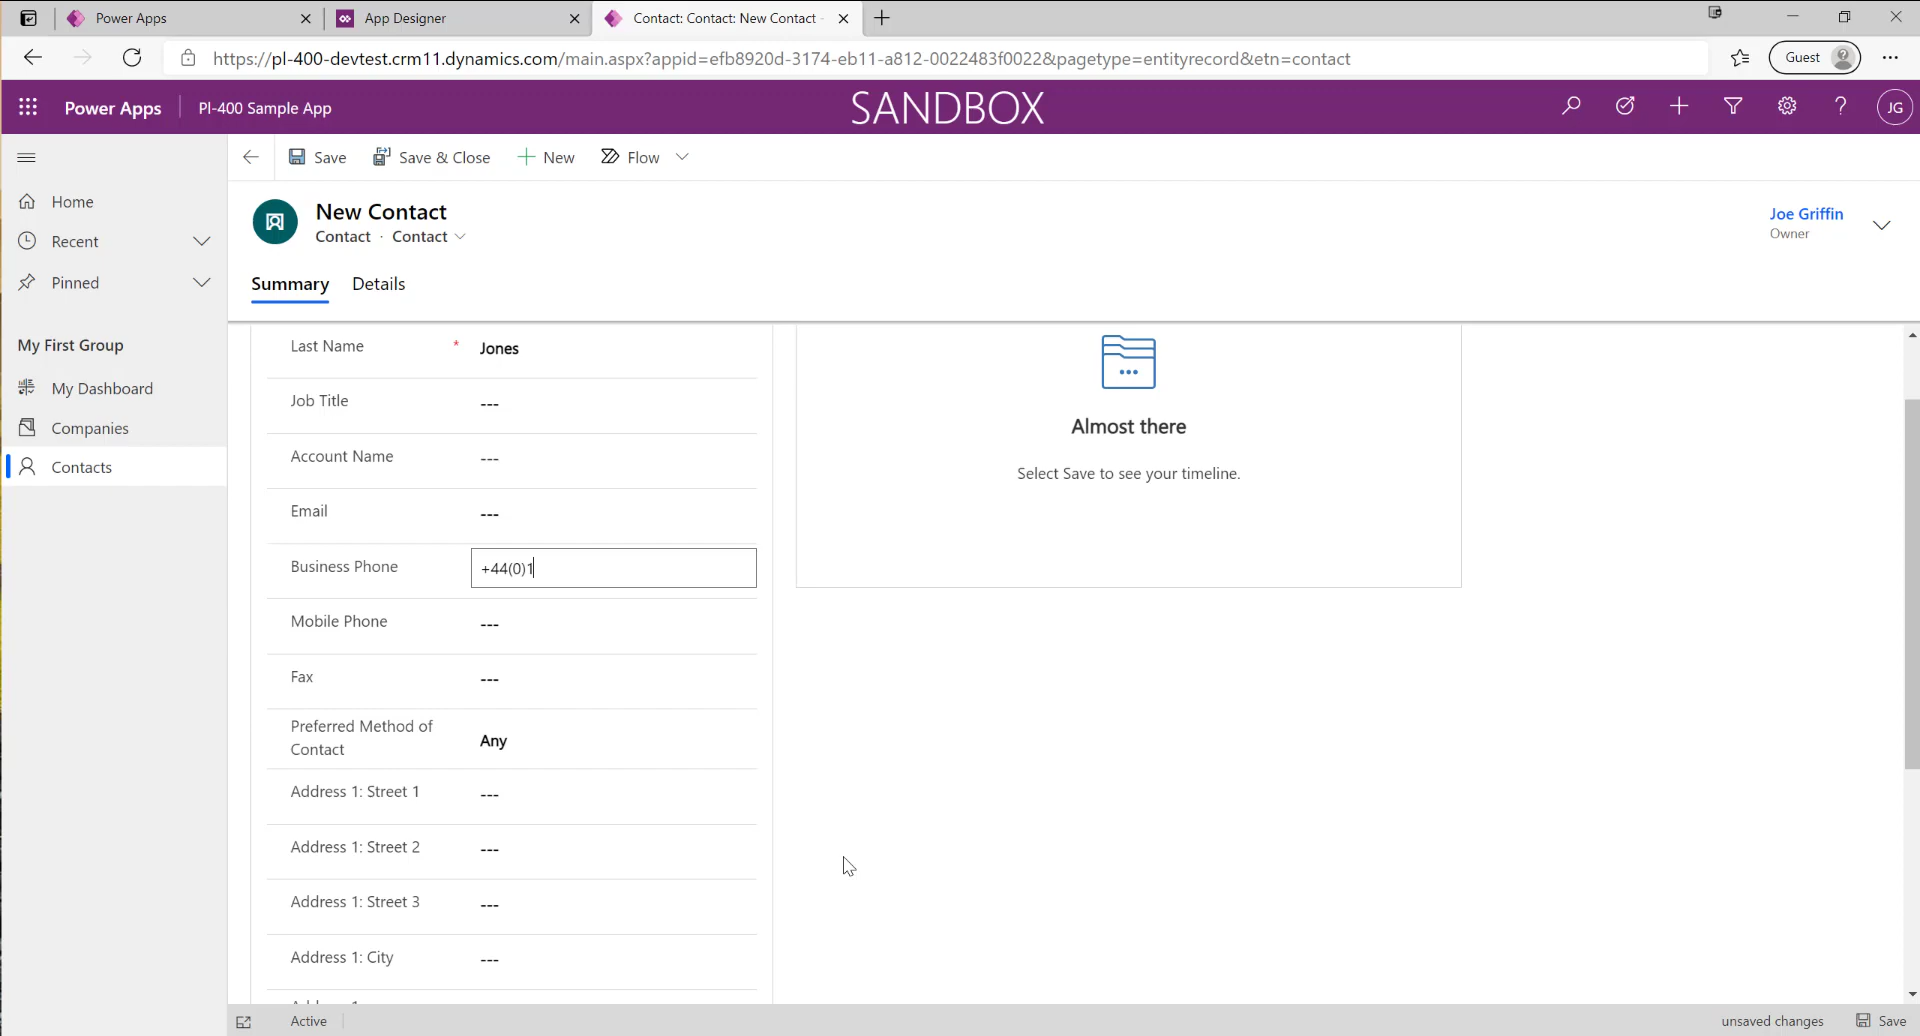 Power Apps
App Designer
Contact: Contact: New Contact -
https://pl-400-devtest.crm11.dynamics.com/main.aspx?appid=efb8920d-3174-eb11-a812-0022483f0022&pagetype=entityrecord&etn=contact
Guest
Power Apps
Pl-400 Sample App
SANDBOX
?
JG
Save
Save & Close
New
Flow
Home
Recent
Pinned
My First Group
My Dashboard
Companies
Contacts
New Contact
Contact · Contact
Joe Griffin
Owner
Summary
Details
Last Name * Jones
Job Title ---
Account Name ---
Email ---
Business Phone +44(0)1
Mobile Phone ---
Fax ---
Preferred Method of
Contact
Any
Address 1: Street 1 ---
Address 1: Street 2 ---
Address 1: Street 3 ---
Address 1: City ---
Almost there
Select Save to see your timeline.
Active
unsaved changes
Save